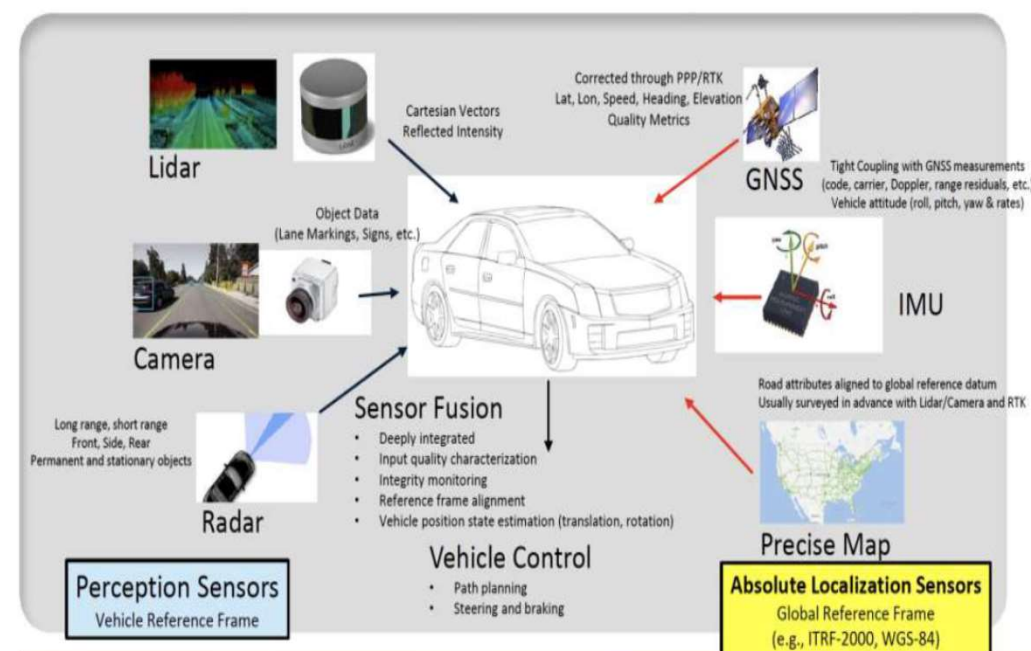 Cartesian Vectors
Reflected Intensity
Lidar
Corrected through PPP/RTK
Lat, Lon, Speed, Heading, Elevation
Quality Metrics
GNSS
Tight Coupling with GNSS measurements
(code, carrier, Doppler, range residuals, etc.)
Vehicle attitude (roll, pitch, yaw & rates)
Object Data
(Lane Markings, Signs, etc.)
Camera
yaw
pitch
roll
IMU
Long range, short range
Front, Side, Rear
Permanent and stationary objects
Radar
Sensor Fusion
• Deeply integrated
• Input quality characterization
• Integrity monitoring
• Reference frame alignment
• Vehicle position state estimation (translation, rotation)
Vehicle Control
• Path planning
• Steering and braking
Road attributes aligned to global reference datum
Usually surveyed in advance with Lidar/Camera and RTK
Precise Map
Perception Sensors
Vehicle Reference Frame
Absolute Localization Sensors
Global Reference Frame
(e.g., ITRF-2000, WGS-84)